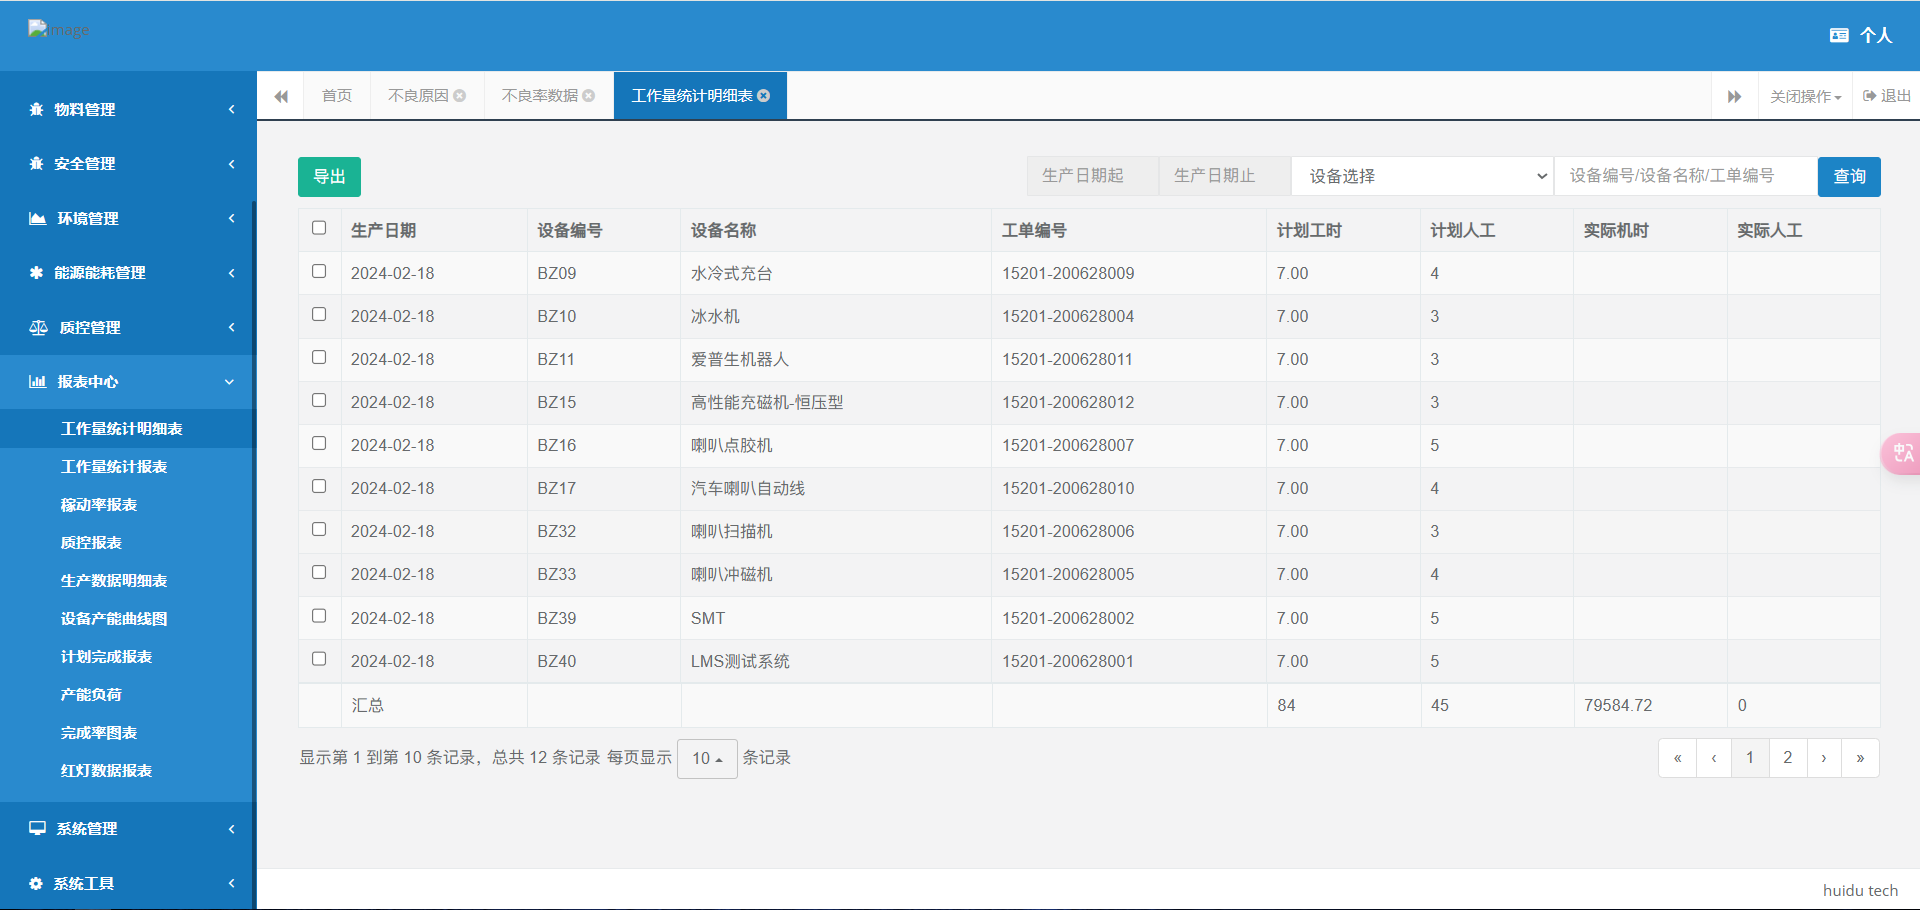 Image
个人
物料管理
安全管理
环境管理
能源能耗管理
质控管理
报表中心
工作量统计明细表
工作量统计报表
稼动率报表
质控报表
生产数据明细表
设备产能曲线图
计划完成报表
产能负荷
完成率图表
红灯数据报表
系统管理
系统工具
首页 不良原因 不良率数据 工作量统计明细表 关闭操作 退出
导出 生产日期起 生产日期止 设备选择 设备编号/设备名称/工单编号 查询
生产日期 设备编号 设备名称 工单编号 计划工时 计划人工 实际机时 实际人工
2024-02-18 BZ09 水冷式充台 15201-200628009 7.00 4
2024-02-18 BZ10 冰水机 15201-200628004 7.00 3
2024-02-18 BZ11 爱普生机器人 15201-200628011 7.00 3
2024-02-18 BZ15 高性能充磁机-恒压型 15201-200628012 7.00 3
2024-02-18 BZ16 喇叭点胶机 15201-200628007 7.00 5
2024-02-18 BZ17 汽车喇叭自动线 15201-200628010 7.00 4
2024-02-18 BZ32 喇叭扫描机 15201-200628006 7.00 3
2024-02-18 BZ33 喇叭冲磁机 15201-200628005 7.00 4
2024-02-18 BZ39 SMT 15201-200628002 7.00 5
2024-02-18 BZ40 LMS测试系统 15201-200628001 7.00 5
汇总 84 45 79584.72 0
显示第 1 到第 10 条记录，总共 12 条记录 每页显示 10 条记录
« ‹ 1 2 › »
中A
huidu tech